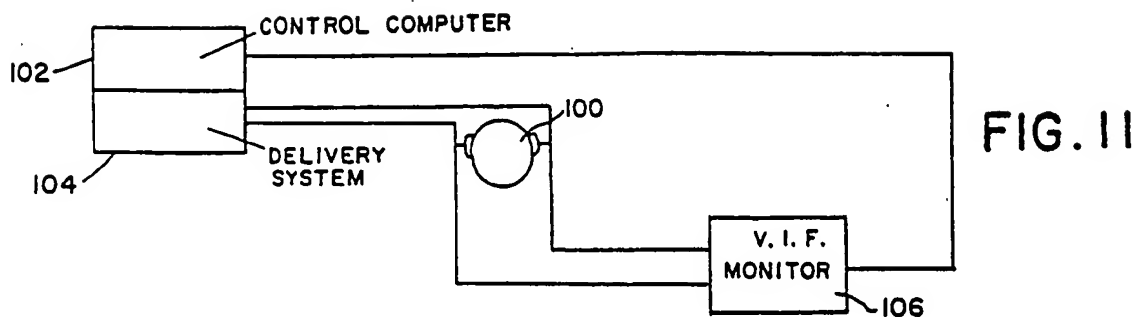 CONTROL COMPUTER
102
100
FIG. 11
DELIVERY
SYSTEM
104
V. I. F.
MONITOR
106